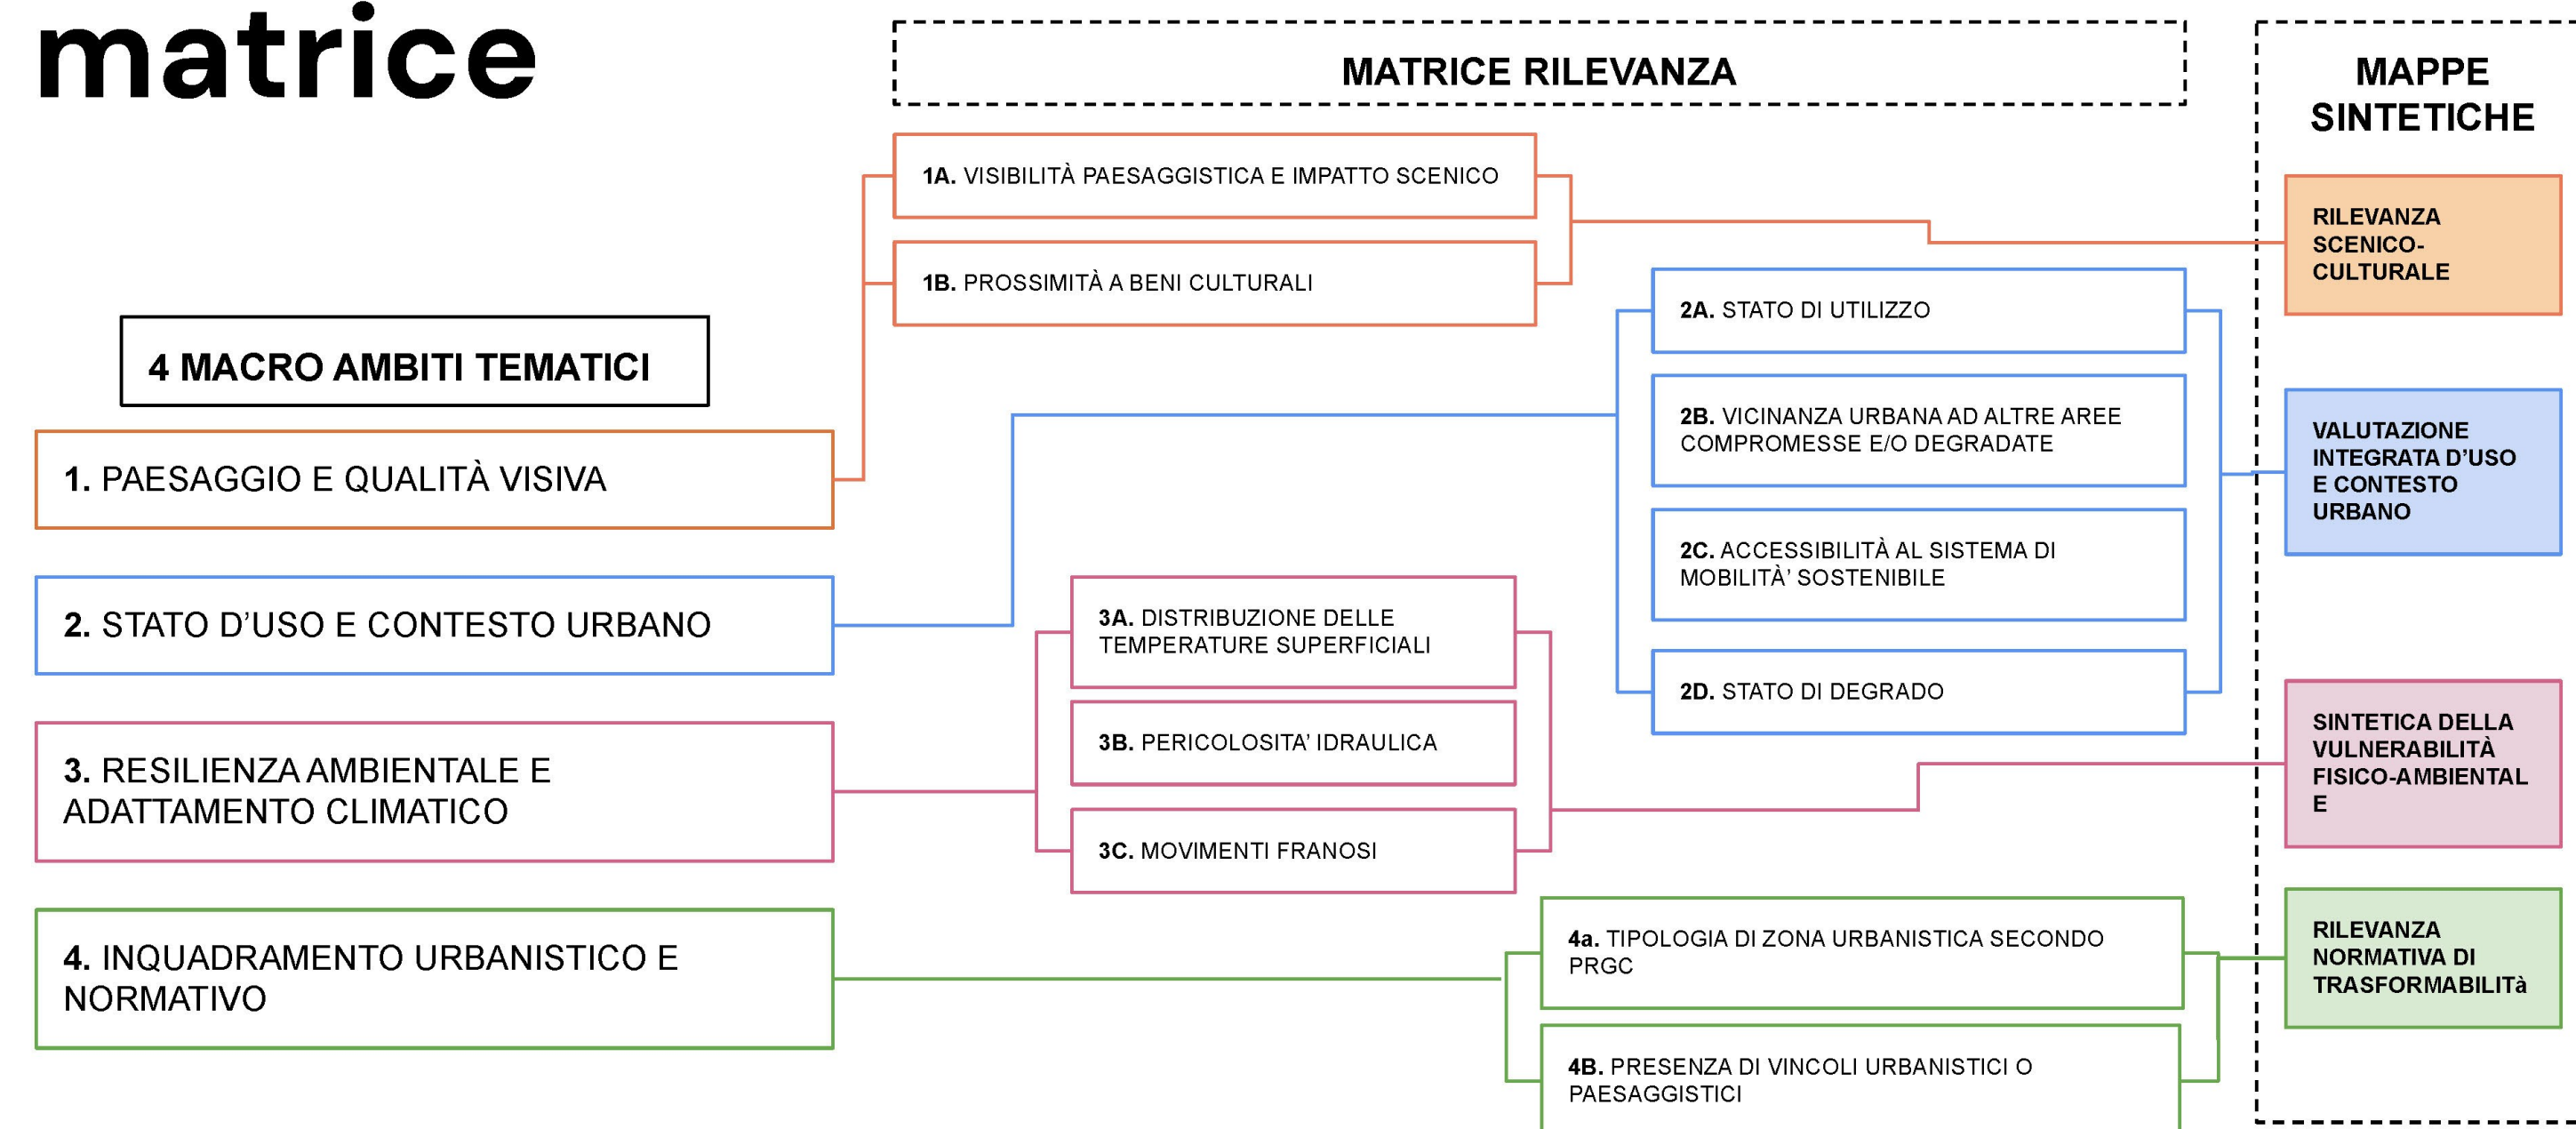 matrice
MATRICE RILEVANZA
MAPPE
SINTETICHE
4 MACRO AMBITI TEMATICI
1. PAESAGGIO E QUALITÀ VISIVA
2. STATO D’USO E CONTESTO URBANO
3. RESILIENZA AMBIENTALE E
ADATTAMENTO CLIMATICO
4. INQUADRAMENTO URBANISTICO E
NORMATIVO
1A. VISIBILITÀ PAESAGGISTICA E IMPATTO SCENICO
1B. PROSSIMITÀ A BENI CULTURALI
2A. STATO DI UTILIZZO
2B. VICINANZA URBANA AD ALTRE AREE
COMPROMESSE E/O DEGRADATE
2C. ACCESSIBILITÀ AL SISTEMA DI
MOBILITÀ’ SOSTENIBILE
2D. STATO DI DEGRADO
3A. DISTRIBUZIONE DELLE
TEMPERATURE SUPERFICIALI
3B. PERICOLOSITA’ IDRAULICA
3C. MOVIMENTI FRANOSI
4a. TIPOLOGIA DI ZONA URBANISTICA SECONDO
PRGC
4B. PRESENZA DI VINCOLI URBANISTICI O
PAESAGGISTICI
RILEVANZA
SCENICO-
CULTURALE
VALUTAZIONE
INTEGRATA D’USO
E CONTESTO
URBANO
SINTETICA DELLA
VULNERABILITÀ
FISICO-AMBIENTAL
E
RILEVANZA
NORMATIVA DI
TRASFORMABILITà